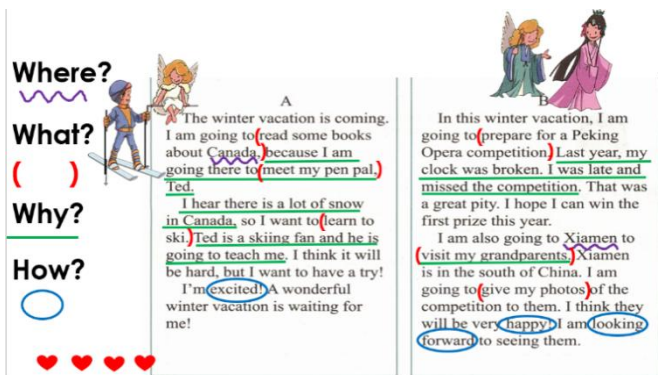 Where?
What?
( )
Why?
How?
A
The winter vacation is coming.
I am going to (read some books
about Canada,) because I am
going there to (meet my pen pal,)
Ted.
I hear there is a lot of snow
in Canada, so I want to (learn to
ski.) Ted is a skiing fan and he is
going to teach me. I think it will
be hard, but I want to have a try!
I'm excited! A wonderful
winter vacation is waiting for
me!
B
In this winter vacation, I am
going to (prepare for a Peking
Opera competition.) Last year, my
clock was broken. I was late and
missed the competition. That was
a great pity. I hope I can win the
first prize this year.
I am also going to Xiamen to
(visit my grandparents.) Xiamen
is in the south of China. I am
going to (give my photos) of the
competition to them. I think they
will be very happy! I am looking
forward to seeing them.